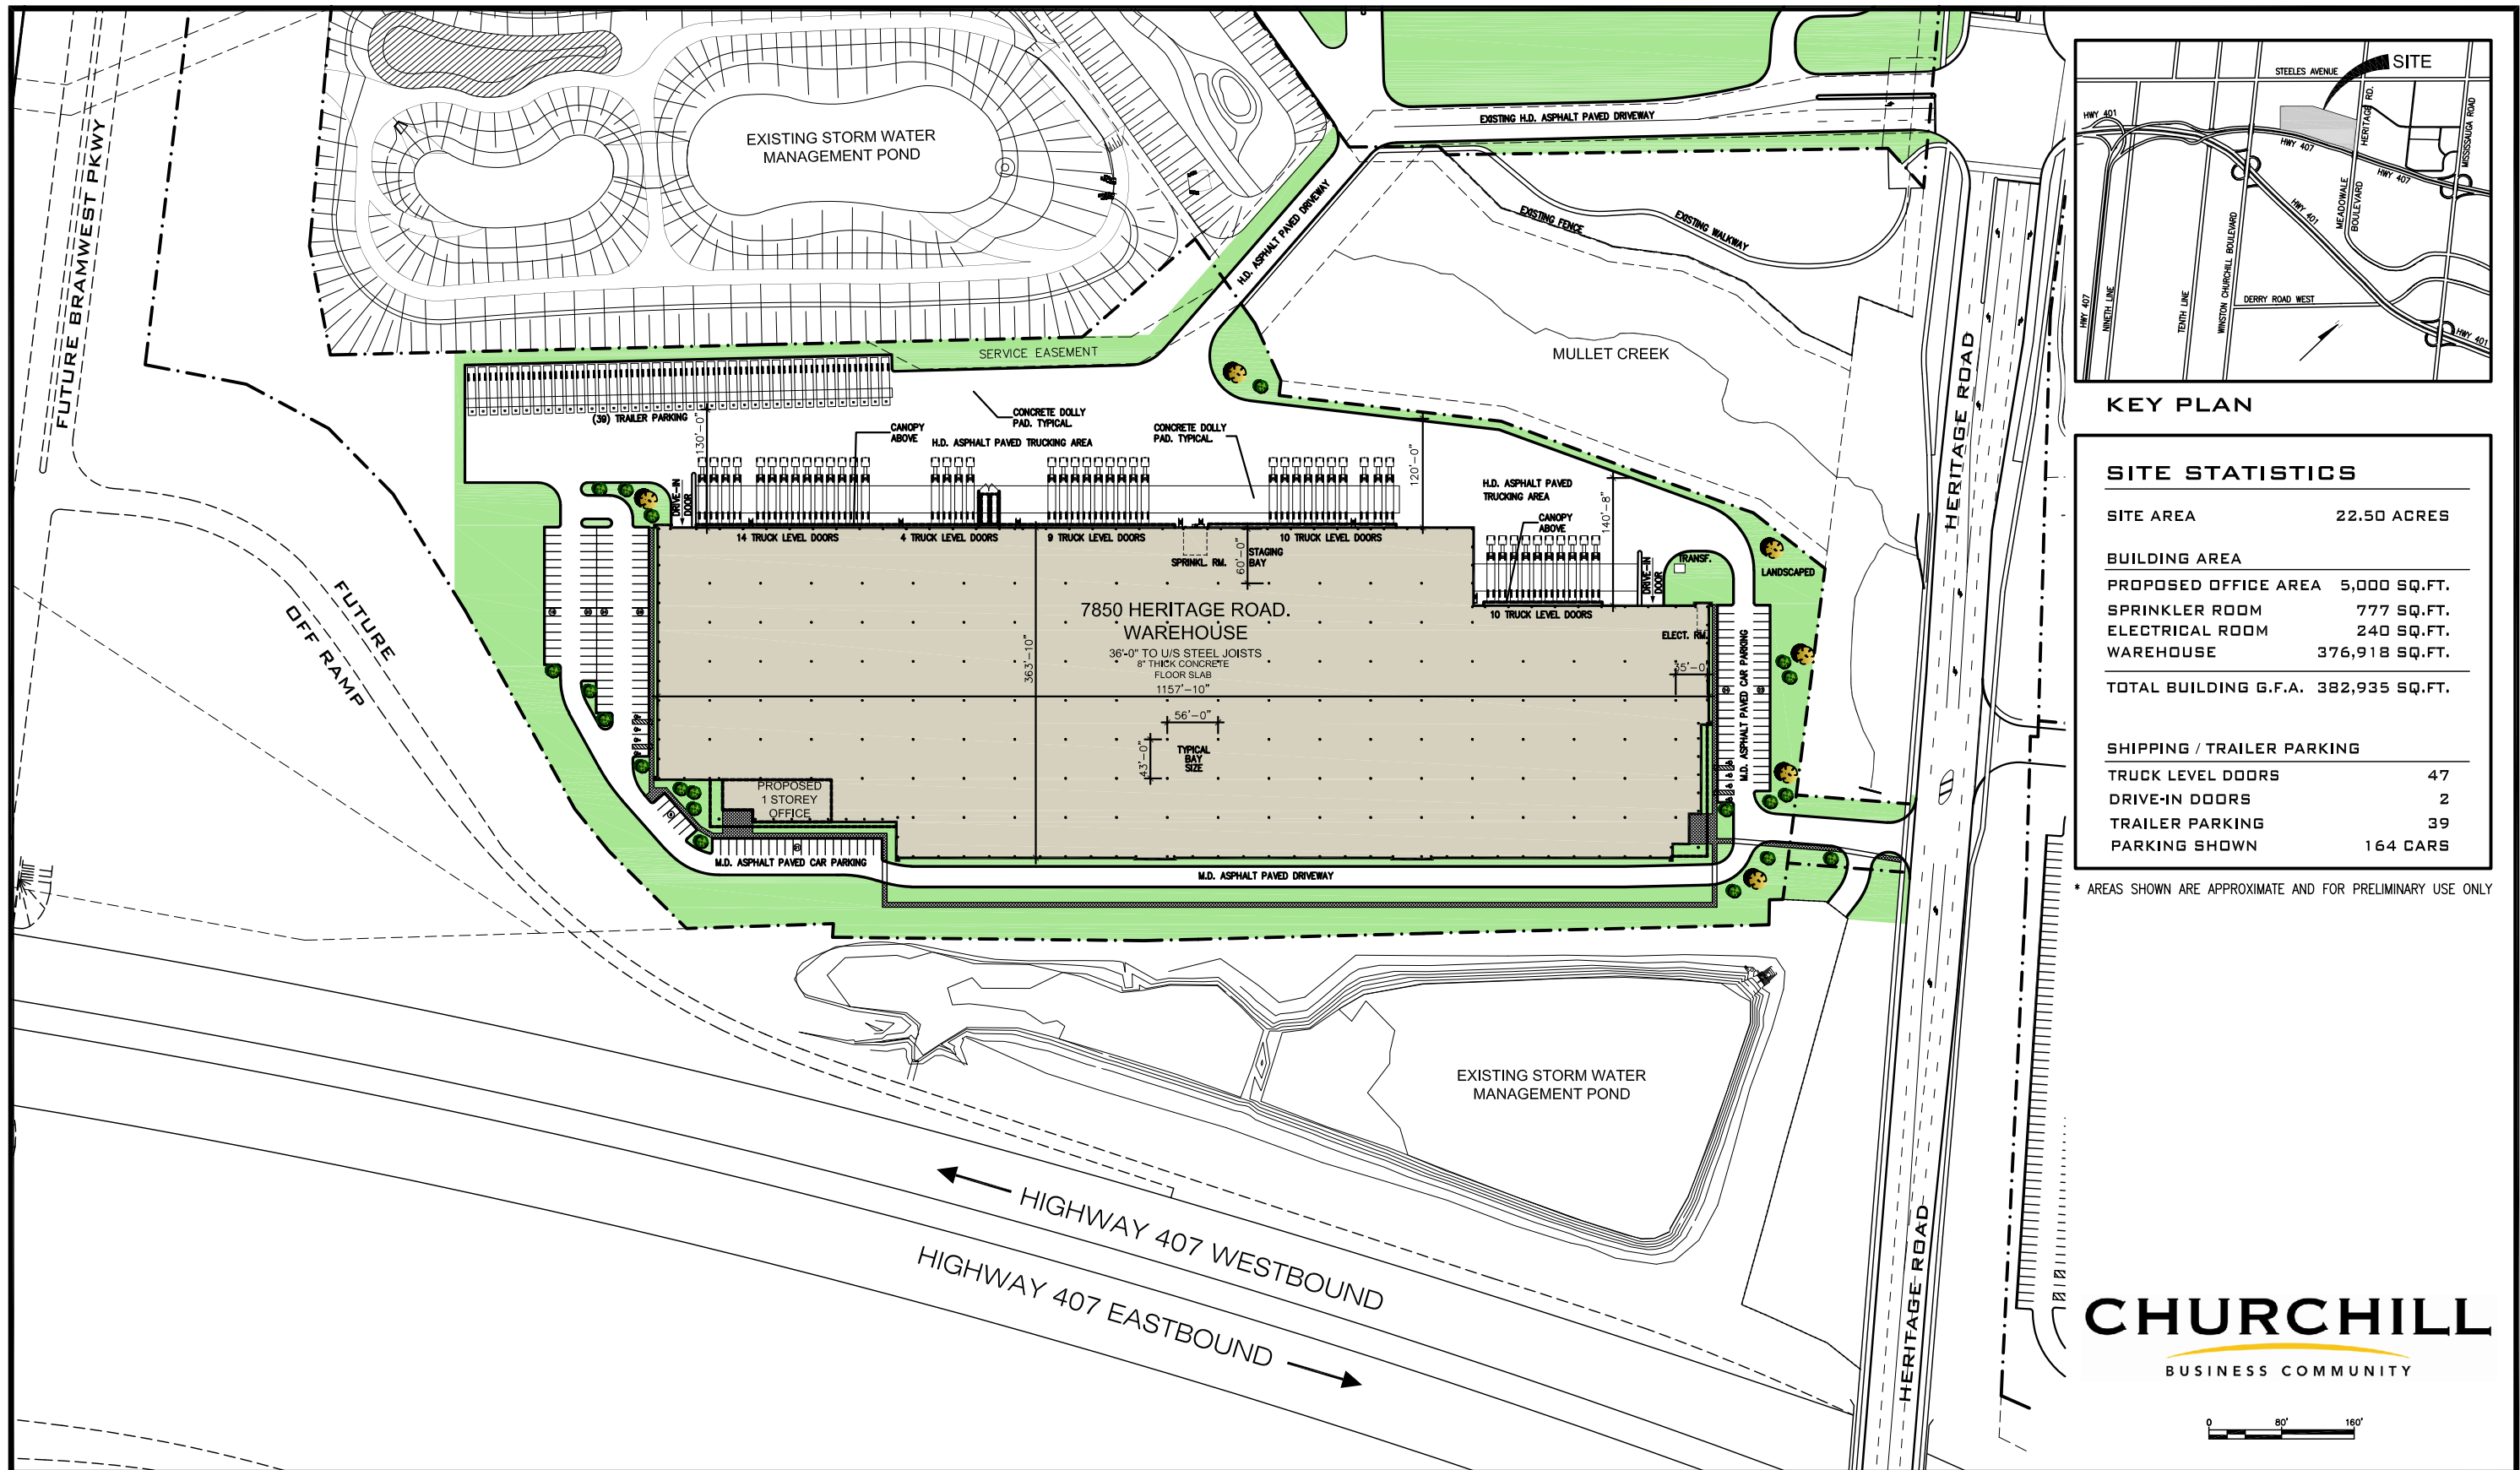 FUTURE BRAMWEST PKWY
EXISTING STORM WATER
MANAGEMENT POND
EXISTING H.D. ASPHALT PAVED DRIVEWAY
H.D. ASPHALT PAVED DRIVEWAY
EXISTING FENCE
EXISTING WALKWAY
MULLET CREEK
HERITAGE ROAD
SERVICE EASEMENT
(39) TRAILER PARKING
130'-0"
CONCRETE DOLLY
PAD. TYPICAL.
CANOPY
ABOVE
H.D. ASPHALT PAVED TRUCKING AREA
CONCRETE DOLLY
PAD. TYPICAL.
120'-0"
H.D. ASPHALT PAVED
TRUCKING AREA
CANOPY
ABOVE
140'-8"
DRIVE-IN
DOOR
14 TRUCK LEVEL DOORS
4 TRUCK LEVEL DOORS
9 TRUCK LEVEL DOORS
10 TRUCK LEVEL DOORS
SPRINKL. RM.
60'-0"
STAGING
BAY
DRIVE-IN
DOOR
TRANSF.
LANDSCAPED
10 TRUCK LEVEL DOORS
ELECT. RM.
35'-0"
7850 HERITAGE ROAD.
WAREHOUSE
36'-0" TO U/S STEEL JOISTS
8" THICK CONCRETE
FLOOR SLAB
1157'-10"
363'-10"
56'-0"
43'-0"
TYPICAL
BAY
SIZE
M.D. ASPHALT PAVED CAR PARKING
PROPOSED
1 STOREY
OFFICE
M.D. ASPHALT PAVED CAR PARKING
M.D. ASPHALT PAVED DRIVEWAY
FUTURE
OFF RAMP
EXISTING STORM WATER
MANAGEMENT POND
HIGHWAY 407 WESTBOUND
HIGHWAY 407 EASTBOUND
HERITAGE ROAD
SITE
STEELES AVENUE
HWY 401
HERITAGE RD.
MISSISSAUGA ROAD
HWY 407
HWY 407
MEADOWALE
BOULEVARD
HWY 401
WINSTON CHURCHILL BOULEVARD
DERRY ROAD WEST
TENTH LINE
NINETH LINE
HWY 407
HWY 401
KEY PLAN
SITE STATISTICS
SITE AREA 22.50 ACRES
BUILDING AREA
PROPOSED OFFICE AREA 5,000 SQ.FT.
SPRINKLER ROOM 777 SQ.FT.
ELECTRICAL ROOM 240 SQ.FT.
WAREHOUSE 376,918 SQ.FT.
TOTAL BUILDING G.F.A. 382,935 SQ.FT.
SHIPPING / TRAILER PARKING
TRUCK LEVEL DOORS 47
DRIVE-IN DOORS 2
TRAILER PARKING 39
PARKING SHOWN 164 CARS
* AREAS SHOWN ARE APPROXIMATE AND FOR PRELIMINARY USE ONLY
CHURCHILL
BUSINESS COMMUNITY
0 80' 160'